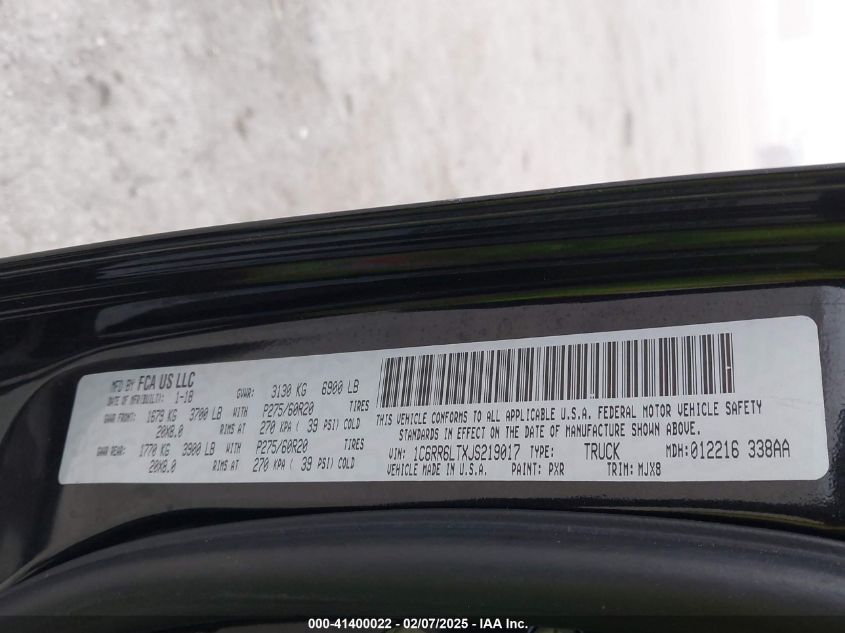 MFD BY FCA US LLC
DATE OF MFR(BUILT): 1-18 GVWR: 3130 KG 6900 LB
GAWR FRONT: 1679 KG 3700 LB WITH P275/60R20 TIRES
20X8.0 RIMS AT 270 KPA ( 39 PSI) COLD
GAWR REAR: 1770 KG 3900 LB WITH P275/60R20 TIRES
20X8.0 RIMS AT 270 KPA ( 39 PSI) COLD
THIS VEHICLE CONFORMS TO ALL APPLICABLE U.S.A. FEDERAL MOTOR VEHICLE SAFETY
STANDARDS IN EFFECT ON THE DATE OF MANUFACTURE SHOWN ABOVE.
VIN: 1C6RR6LTXJS219017 TYPE: TRUCK MDH:012216 338AA
VEHICLE MADE IN U.S.A. PAINT: PXR TRIM: MJX8
000-41400022 - 02/07/2025 - IAA Inc.